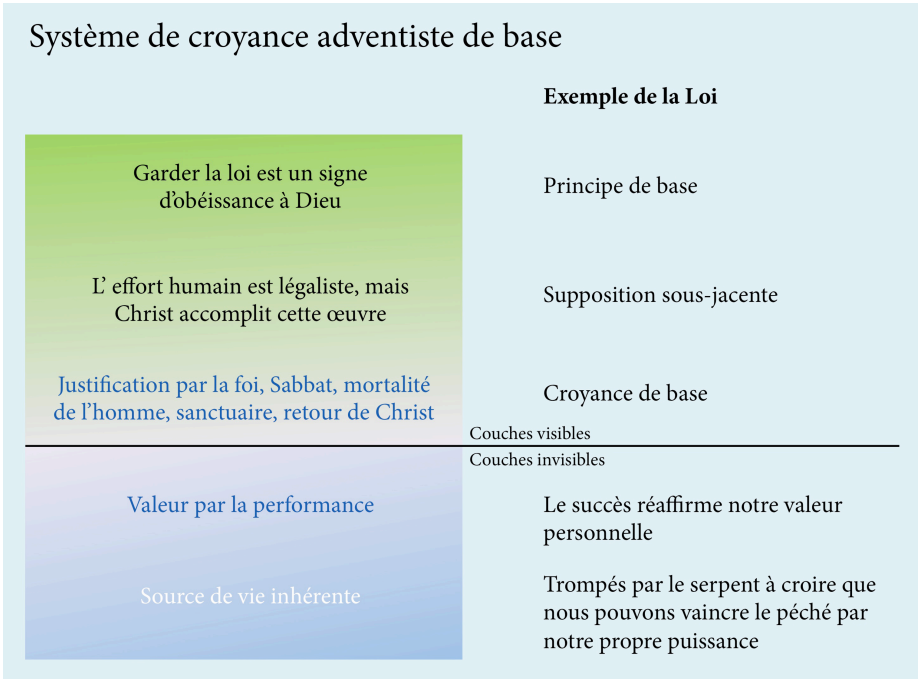 Système de croyance adventiste de base
Exemple de la Loi
Garder la loi est un signe
d'obéissance à Dieu
Principe de base
L' effort humain est légaliste, mais
Christ accomplit cette œuvre
Supposition sous-jacente
Justification par la foi, Sabbat, mortalité
de l'homme, sanctuaire, retour de Christ
Croyance de base
Couches visibles
Couches invisibles
Valeur par la performance
Le succès réaffirme notre valeur
personnelle
Source de vie inhérente
Trompés par le serpent à croire que
nous pouvons vaincre le péché par
notre propre puissance